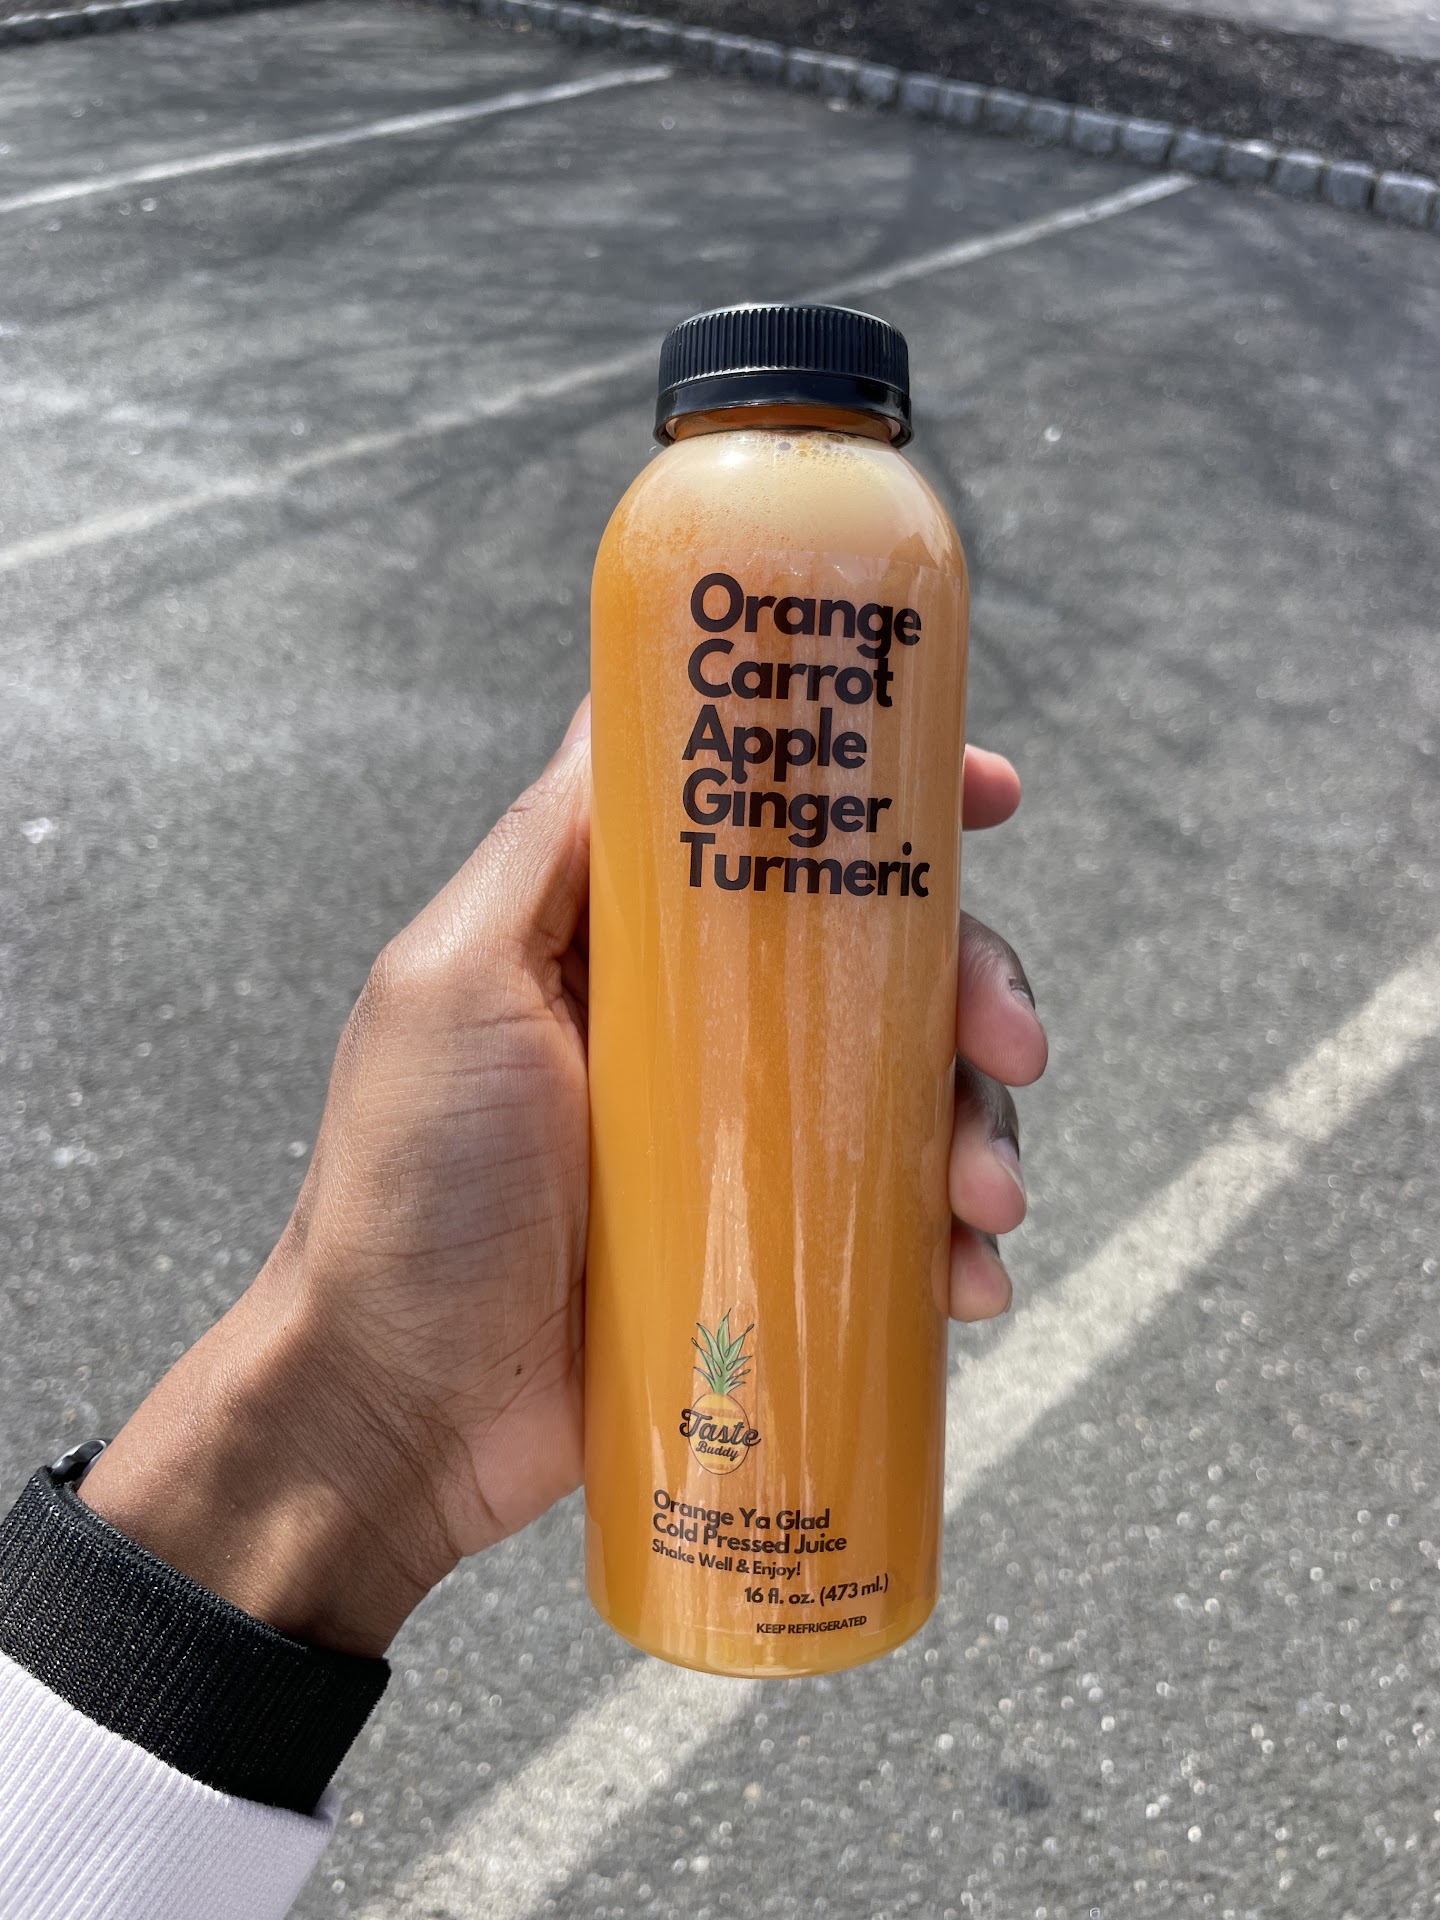 Orange
Carrot
Apple
Ginger
Turmeric
Taste
Buddy
Orange Ya Glad
Cold Pressed Juice
Shake Well & Enjoy!
16 fl. oz. (473 ml.)
KEEP REFRIGERATED